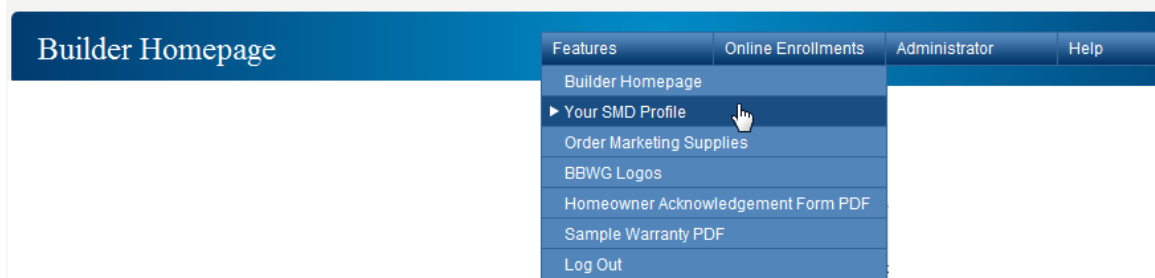 Builder Homepage
Features Online Enrollments Administrator Help
Builder Homepage
Your SMD Profile
Order Marketing Supplies
BBWG Logos
Homeowner Acknowledgement Form PDF
Sample Warranty PDF
Log Out